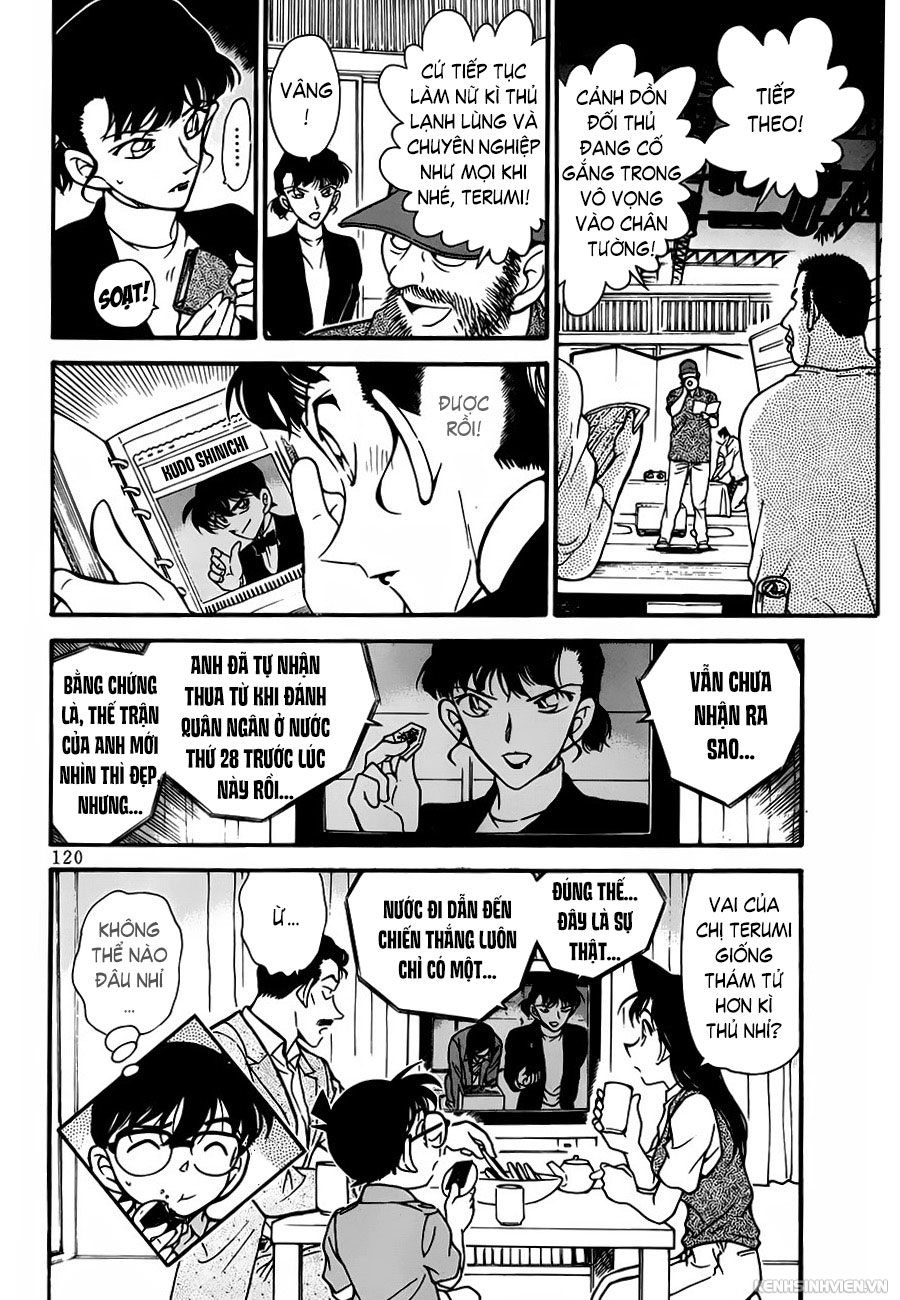 TIẾP
THEO!
CẢNH DỒN
ĐỐI THỦ
ĐANG CỐ
GẮNG TRONG
VÔ VỌNG
VÀO CHÂN
TƯỜNG!
CỨ TIẾP TỤC
LÀM NỮ KÌ THỦ
LẠNH LÙNG VÀ
CHUYÊN NGHIỆP
NHƯ MỌI KHI
NHÉ, TERUMI!
VÂNG
!
......
SOẠT!
ĐƯỢC
RỒI!
KUDO SHINICHI
VẪN CHƯA
NHẬN RA
SAO...
ANH ĐÃ TỰ NHẬN
THUA TỪ KHI ĐÁNH
QUÂN NGÂN Ở NƯỚC
THỨ 28 TRƯỚC LÚC
NÀY RỒI...
BẰNG CHỨNG
LÀ, THẾ TRẬN
CỦA ANH MỚI
NHÌN THÌ ĐẸP,
NHƯNG...
120
VAI CỦA
CHỊ TERUMI
GIỐNG
THÁM TỬ
HƠN KÌ
THỦ NHỈ?
ĐÚNG THẾ...
ĐÂY LÀ SỰ
THẬT...
NƯỚC ĐI DẪN ĐẾN
CHIẾN THẮNG LUÔN
CHỈ CÓ MỘT...
Ừ...
KHÔNG
THỂ NÀO
ĐÂU NHỈ
...
KENHSINHVIEN.VN